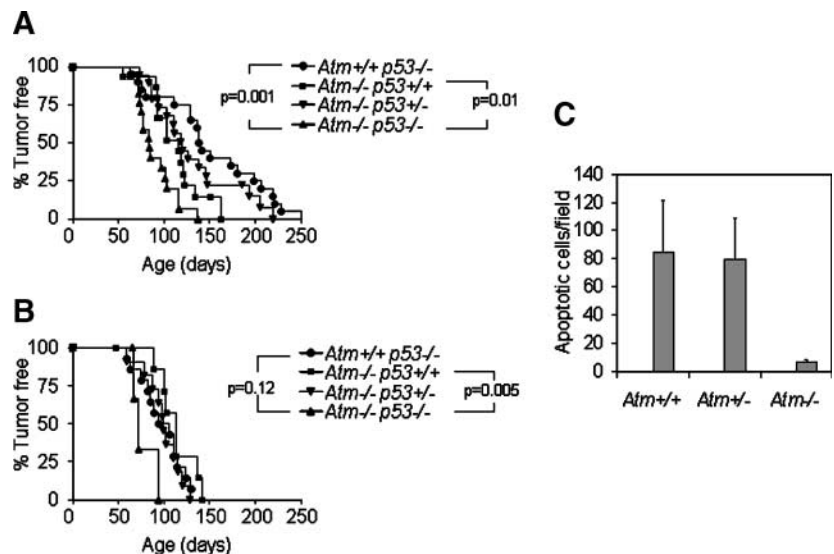 A
% Tumor free
100
75
50
25
0
0 50 100 150 200 250
Age (days)
p=0.001
Atm+/+ p53-/-
Atm-/- p53+/+
Atm-/- p53+/-
Atm-/- p53-/-
p=0.01
B
% Tumor free
100
75
50
25
0
0 50 100 150 200 250
Age (days)
p=0.12
Atm+/+ p53-/-
Atm-/- p53+/+
Atm-/- p53+/-
Atm-/- p53-/-
p=0.005
C
Apoptotic cells/field
140
120
100
80
60
40
20
0
Atm+/+ Atm+/- Atm-/-